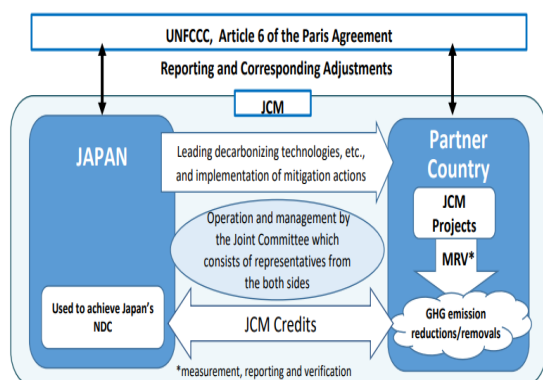 UNFCCC, Article 6 of the Paris Agreement
Reporting and Corresponding Adjustments
JCM
JAPAN
Leading decarbonizing technologies, etc.,
and implementation of mitigation actions
Partner
Country
JCM
Projects
Operation and management by
the Joint Committee which
consists of representatives from
the both sides
MRV*
Used to achieve Japan's
NDC
JCM Credits
GHG emission
reductions/removals
*measurement, reporting and verification